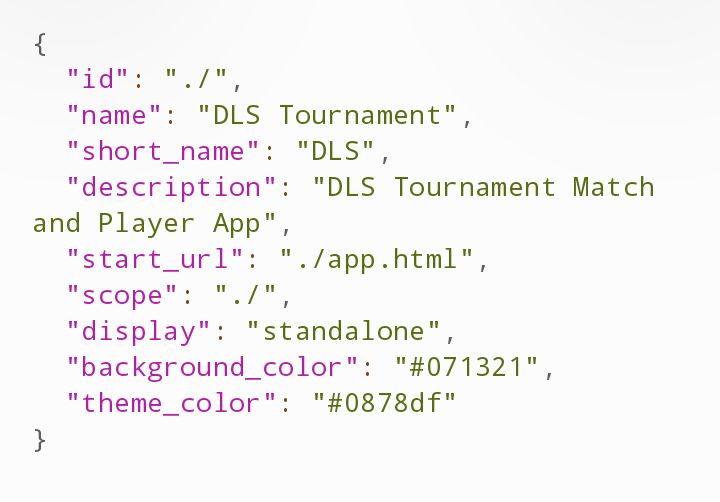 {
  "id": "./",
  "name": "DLS Tournament",
  "short_name": "DLS",
  "description": "DLS Tournament Match
and Player App",
  "start_url": "./app.html",
  "scope": "./",
  "display": "standalone",
  "background_color": "#071321",
  "theme_color": "#0878df"
}